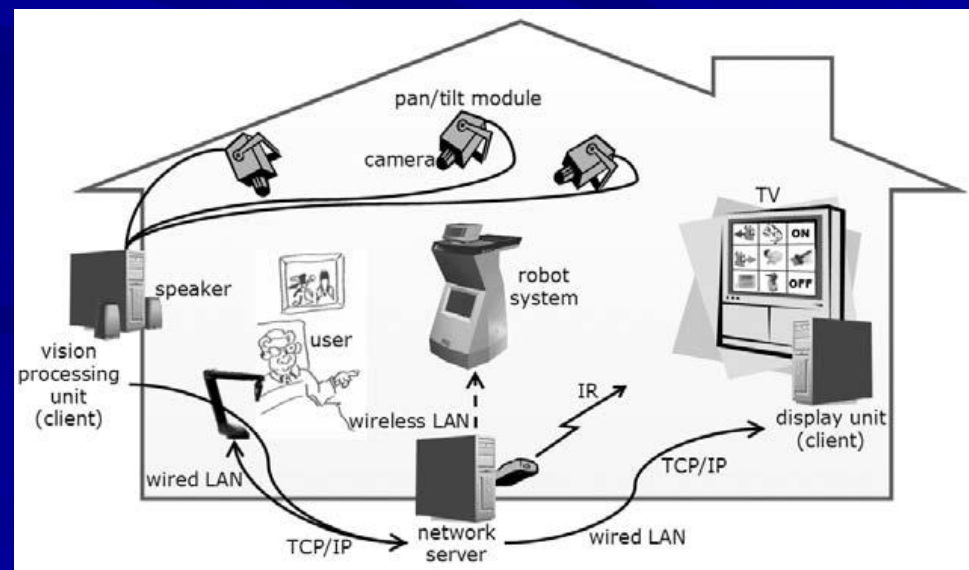 pan/tilt module
camera
TV
ON
OFF
speaker
robot
system
user
vision
processing
unit
(client)
IR
wireless LAN
display unit
(client)
wired LAN
TCP/IP
TCP/IP
network
server
wired LAN